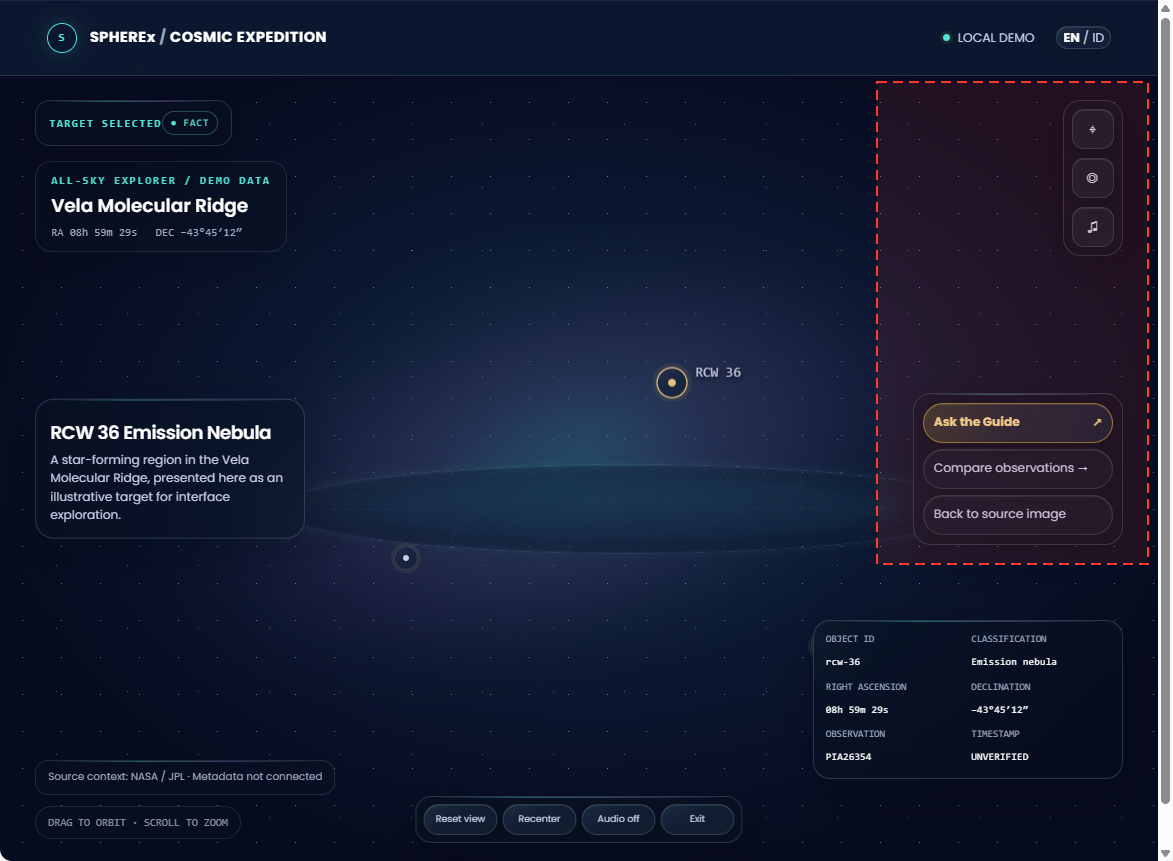 S SPHEREx / COSMIC EXPEDITION
LOCAL DEMO EN / ID
TARGET SELECTED • FACT
ALL-SKY EXPLORER / DEMO DATA
Vela Molecular Ridge
RA 08h 59m 29s DEC −43°45′12″
RCW 36
RCW 36 Emission Nebula
A star-forming region in the Vela
Molecular Ridge, presented here as an
illustrative target for interface
exploration.
Ask the Guide ↗
Compare observations →
Back to source image
OBJECT ID CLASSIFICATION
rcw-36 Emission nebula
RIGHT ASCENSION DECLINATION
08h 59m 29s −43°45′12″
OBSERVATION TIMESTAMP
PIA26354 UNVERIFIED
Source context: NASA / JPL · Metadata not connected
DRAG TO ORBIT · SCROLL TO ZOOM
Reset view Recenter Audio off Exit